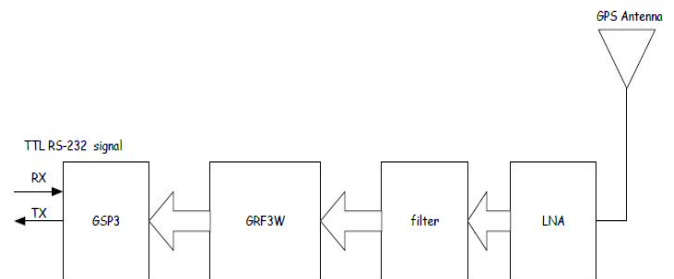 GPS Antenna
TTL RS-232 signal
RX
TX
GSP3
GRF3W
filter
LNA